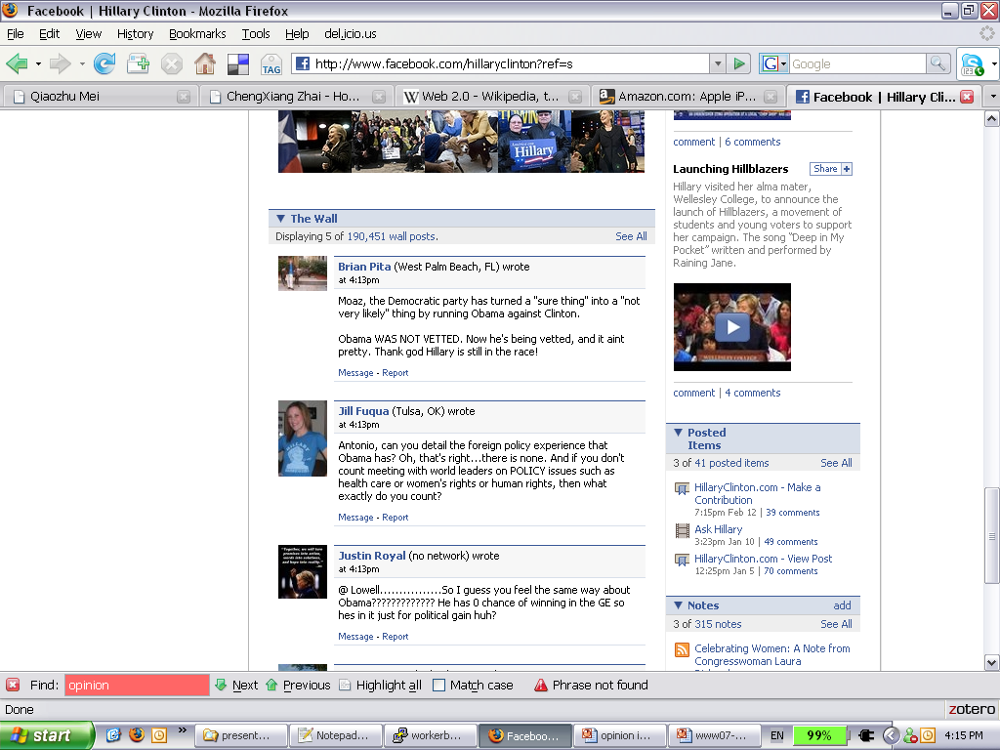 Facebook | Hillary Clinton - Mozilla Firefox
File Edit View History Bookmarks Tools Help del.icio.us
TAG http://www.facebook.com/hillaryclinton?ref=s G Google
Qiaozhu Mei ChengXiang Zhai - Ho... W Web 2.0 - Wikipedia, t... Amazon.com: Apple iP... Facebook | Hillary Cli...
Hillary
comment | 6 comments
Launching Hillblazers Share +
Hillary visited her alma mater,
Wellesley College, to announce the
launch of Hillblazers, a movement of
students and young voters to support
her campaign. The song "Deep in My
Pocket" written and performed by
Raining Jane.
WELLESLEY COLLEGE
comment | 4 comments
The Wall
Displaying 5 of 190,451 wall posts. See All
Brian Pita (West Palm Beach, FL) wrote
at 4:13pm
Moaz, the Democratic party has turned a "sure thing" into a "not
very likely" thing by running Obama against Clinton.
Obama WAS NOT VETTED. Now he's being vetted, and it aint
pretty. Thank god Hillary is still in the race!
Message - Report
Jill Fuqua (Tulsa, OK) wrote
at 4:13pm
Antonio, can you detail the foreign policy experience that
Obama has? Oh, that's right...there is none. And if you don't
count meeting with world leaders on POLICY issues such as
health care or women's rights or human rights, then what
exactly do you count?
Message - Report
Justin Royal (no network) wrote
at 4:13pm
@ Lowell...............So I guess you feel the same way about
Obama????????????? He has 0 chance of winning in the GE so
hes in it just for political gain huh?
Message - Report
Posted
Items
3 of 41 posted items See All
HillaryClinton.com - Make a
Contribution
7:15pm Feb 12 | 39 comments
Ask Hillary
3:23pm Jan 10 | 49 comments
HillaryClinton.com - View Post
12:25pm Jan 5 | 70 comments
Notes add
3 of 315 notes See All
Celebrating Women: A Note from
Congresswoman Laura
Find: opinion Next Previous Highlight all Match case Phrase not found
Done zotero
start » present... Notepad... workerb... Faceboo... opinion i... www07-... EN 99% 4:15 PM